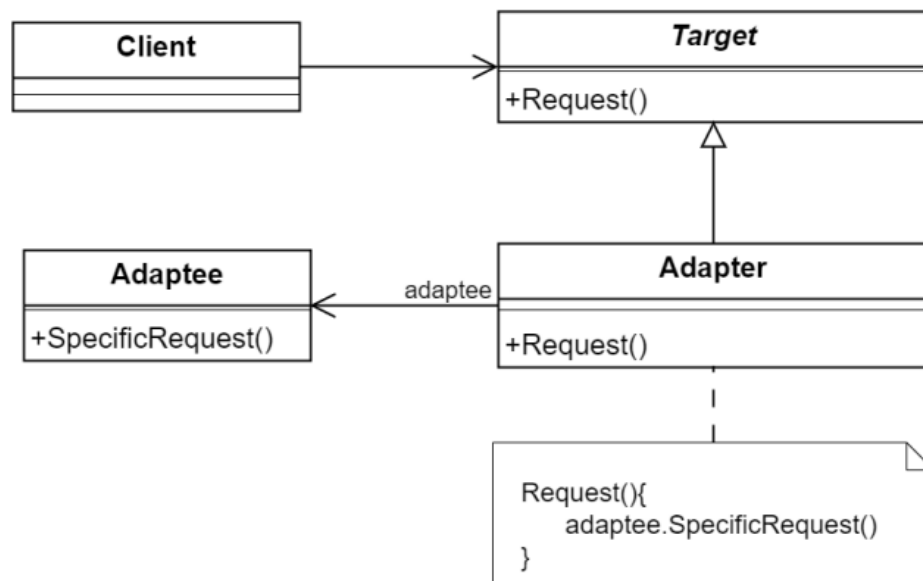 Client
Target
+Request()
Adaptee
+SpecificRequest()
adaptee
Adapter
+Request()
Request(){
adaptee.SpecificRequest()
}